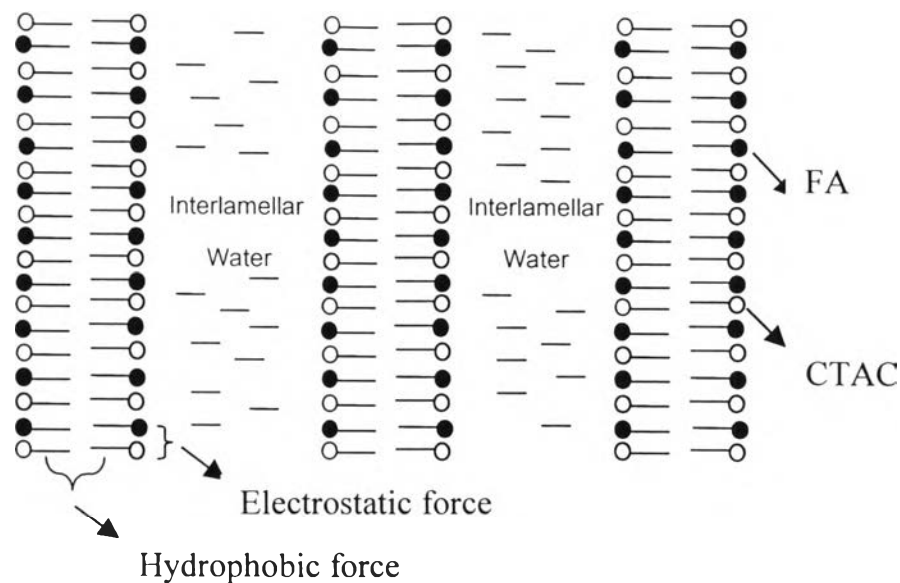 Interlamellar
Water
Interlamellar
Water
FA
CTAC
Electrostatic force
Hydrophobic force